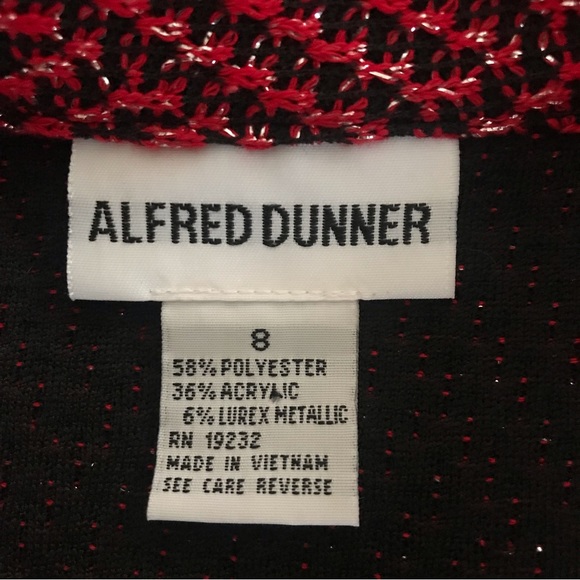 ALFRED DUNNER
8
58% POLYESTER
36% ACRYLIC
6% LUREX METALLIC
RN 19232
MADE IN VIETNAM
SEE CARE REVERSE